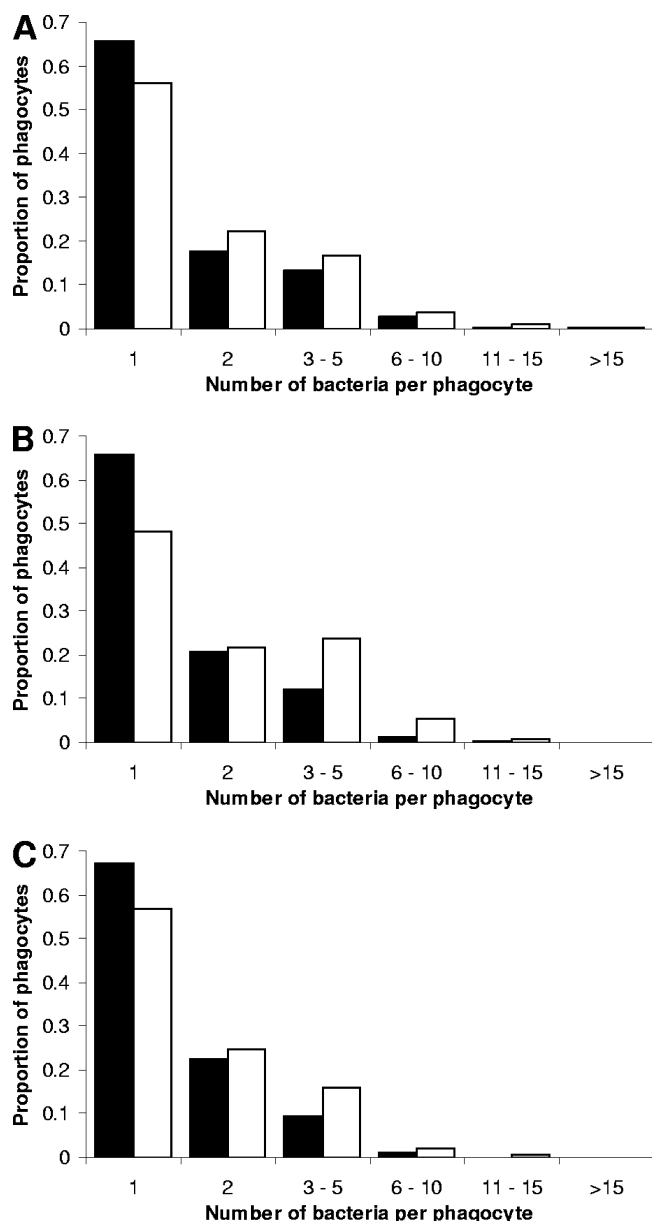 A
Proportion of phagocytes
0.7
0.6
0.5
0.4
0.3
0.2
0.1
0
1 2 3 - 5 6 - 10 11 - 15 >15
Number of bacteria per phagocyte
B
Proportion of phagocytes
0.7
0.6
0.5
0.4
0.3
0.2
0.1
0
1 2 3 - 5 6 - 10 11 - 15 >15
Number of bacteria per phagocyte
C
Proportion of phagocytes
0.7
0.6
0.5
0.4
0.3
0.2
0.1
0
1 2 3 - 5 6 - 10 11 - 15 >15
Number of bacteria per phagocyte